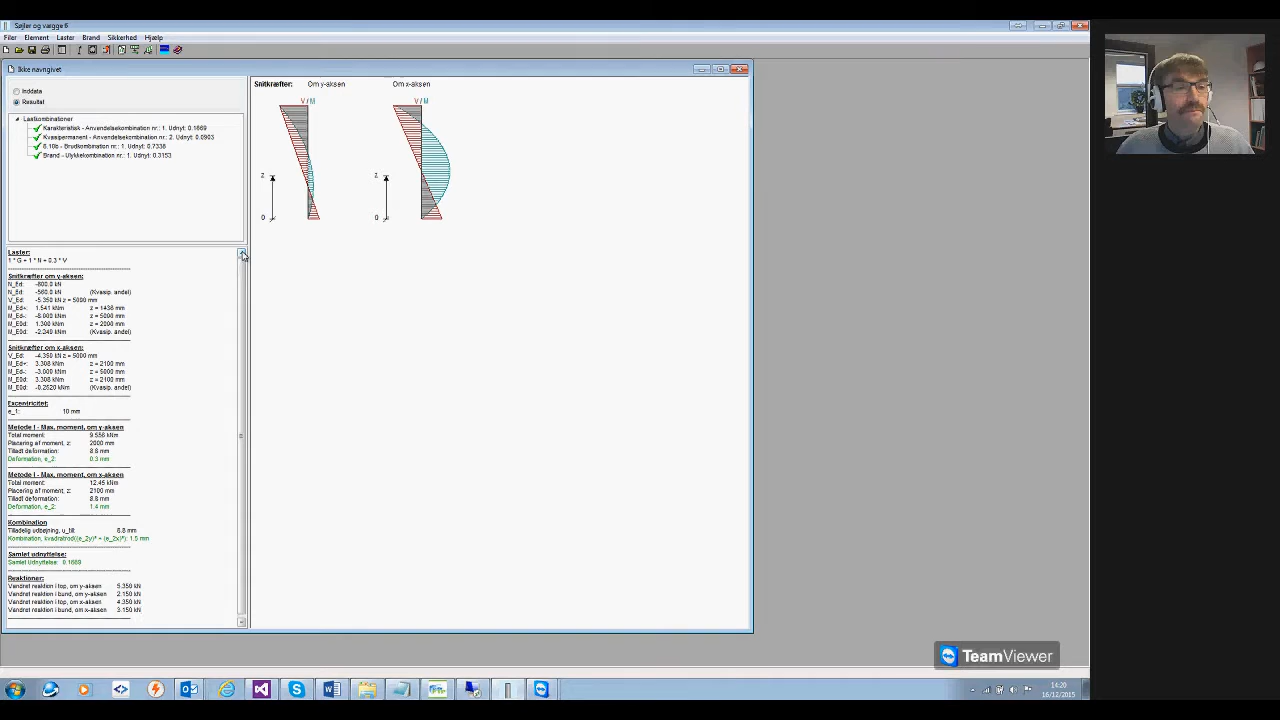 Søjler og vægge 6
Filer Element Laster Brand Sikkerhed Hjælp
Ikke navngivet
Inddata
Resultat
Lastkombinationer
Karakteristisk - Anvendelseskombination nr.: 1. Udnyt: 0.1669
Kvasipermanent - Anvendelseskombination nr.: 2. Udnyt: 0.0903
6.10b - Brudkombination nr.: 1. Udnyt: 0.7338
Brand - Ulykkekombination nr.: 1. Udnyt: 0.3153
Laster:
1 * G + 1 * N + 0.3 * V
Snitkræfter om y-aksen:
N_Ed: -800.0 kN
N_Ed: -560.0 kN (Kvasip. andel)
V_Ed: -5.350 kN z = 5000 mm
M_Ed+: 1.541 kNm z = 1438 mm
M_Ed-: -8.000 kNm z = 5000 mm
M_E0d: 1.300 kNm z = 2000 mm
M_E0d: -2.240 kNm (Kvasip. andel)
Snitkræfter om x-aksen:
V_Ed: -4.350 kN z = 5000 mm
M_Ed+: 3.308 kNm z = 2100 mm
M_Ed-: -3.000 kNm z = 5000 mm
M_E0d: 3.308 kNm z = 2100 mm
M_E0d: -0.2520 kNm (Kvasip. andel)
Excentricitet:
e_1: 10 mm
Metode I - Max. moment, om y-aksen
Total moment: 9.556 kNm
Placering af moment, z: 2000 mm
Tilladt deformation: 8.8 mm
Deformation, e_2: 0.3 mm
Metode I - Max. moment, om x-aksen
Total moment: 12.45 kNm
Placering af moment, z: 2100 mm
Tilladt deformation: 8.8 mm
Deformation, e_2: 1.4 mm
Kombination
Tilladelig udbøjning, u_till: 8.8 mm
Kombination, kvadratrod((e_2y)² + (e_2x)²): 1.5 mm
Samlet udnyttelse:
Samlet Udnyttelse: 0.1669
Reaktioner:
Vandret reaktion i top, om y-aksen 5.350 kN
Vandret reaktion i bund, om y-aksen 2.150 kN
Vandret reaktion i top, om x-aksen 4.350 kN
Vandret reaktion i bund, om x-aksen 3.150 kN
Snitkræfter: Om y-aksen Om x-aksen
V / M V / M
z z
0 0
TeamViewer
14:20
16/12/2015